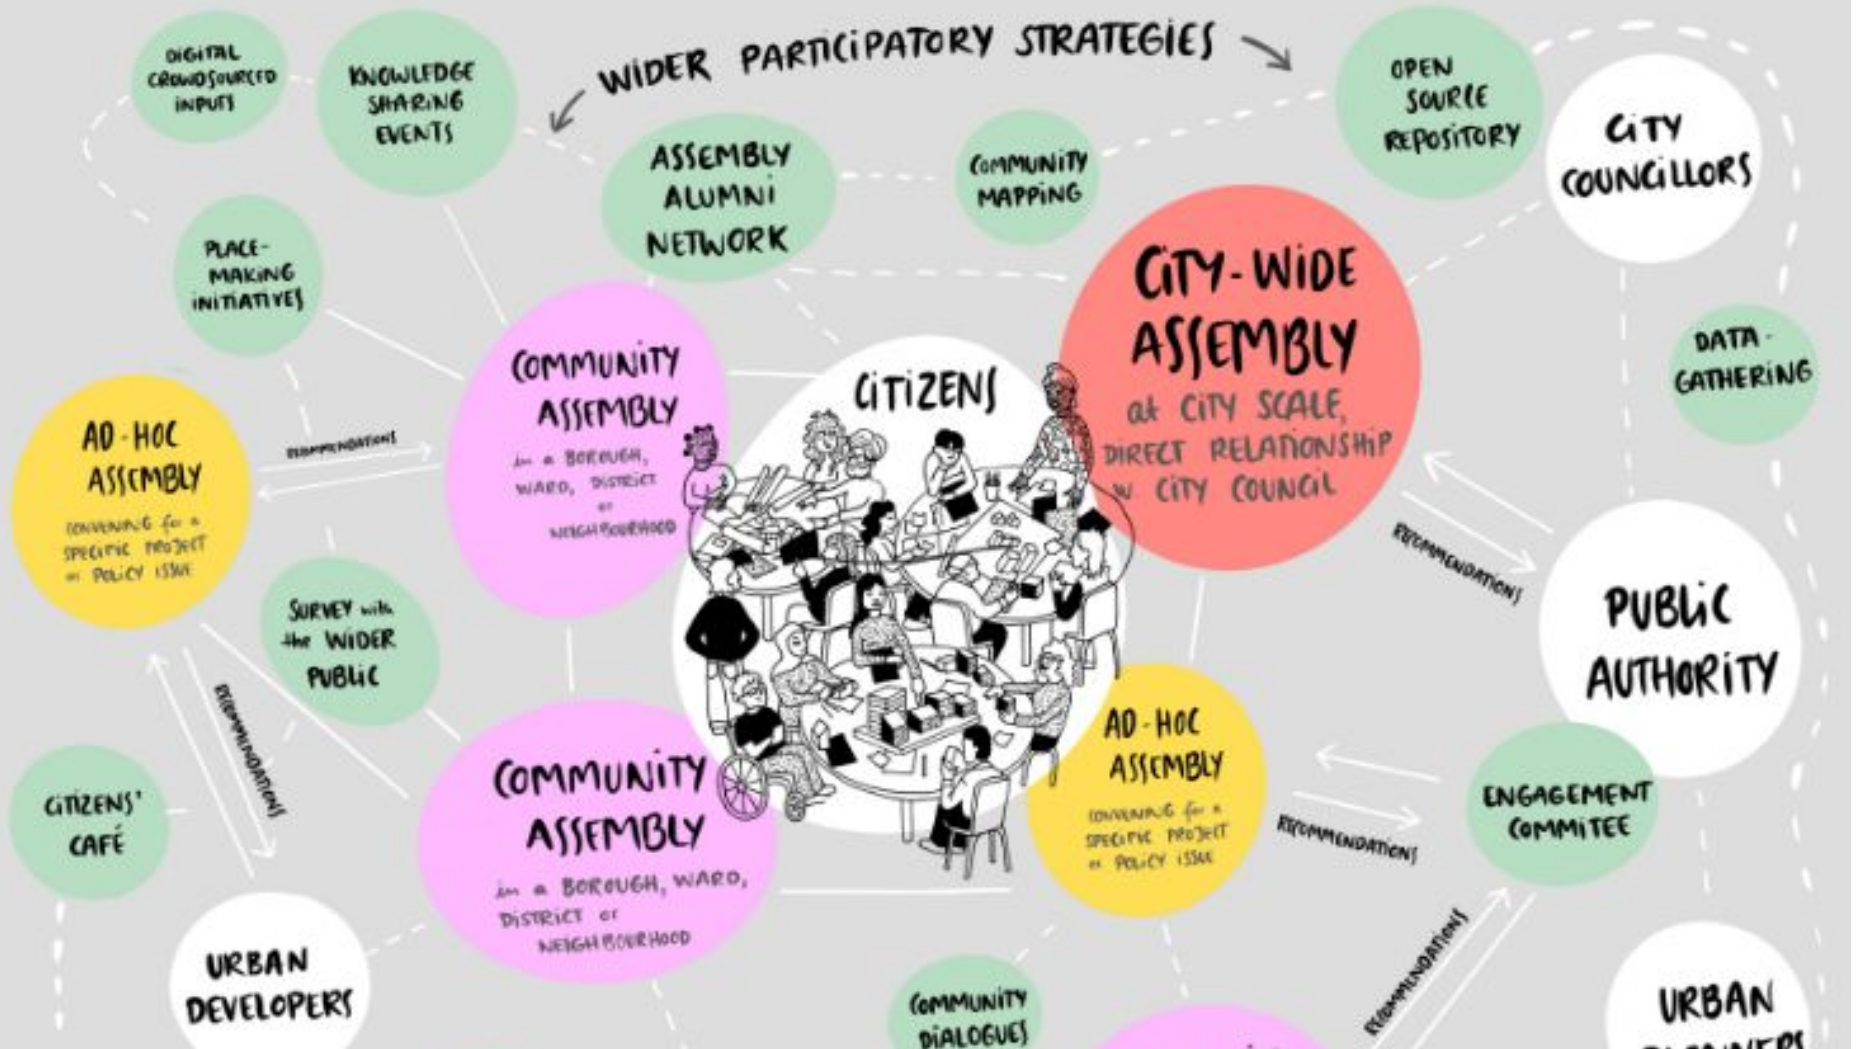 WIDER PARTICIPATORY STRATEGIES
DIGITAL
CROWDSOURCED
INPUTS
KNOWLEDGE
SHARING
EVENTS
ASSEMBLY
ALUMNI
NETWORK
COMMUNITY
MAPPING
OPEN
SOURCE
REPOSITORY
CITY
COUNCILLORS
PLACE-
MAKING
INITIATIVES
CITY-WIDE
ASSEMBLY
at CITY SCALE,
DIRECT RELATIONSHIP
w CITY COUNCIL
DATA-
GATHERING
COMMUNITY
ASSEMBLY
in a BOROUGH,
WARD, DISTRICT
or
NEIGHBOURHOOD
CITIZENS
AD-HOC
ASSEMBLY
CONVENING for a
SPECIFIC PROJECT
or POLICY ISSUE
RECOMMENDATIONS
RECOMMENDATIONS
SURVEY with
the WIDER
PUBLIC
PUBLIC
AUTHORITY
RECOMMENDATIONS
CITIZENS'
CAFÉ
COMMUNITY
ASSEMBLY
in a BOROUGH, WARD,
DISTRICT or
NEIGHBOURHOOD
AD-HOC
ASSEMBLY
CONVENING for a
SPECIFIC PROJECT
or POLICY ISSUE
RECOMMENDATIONS
ENGAGEMENT
COMMITEE
RECOMMENDATIONS
URBAN
DEVELOPERS
COMMUNITY
DIALOGUES
URBAN